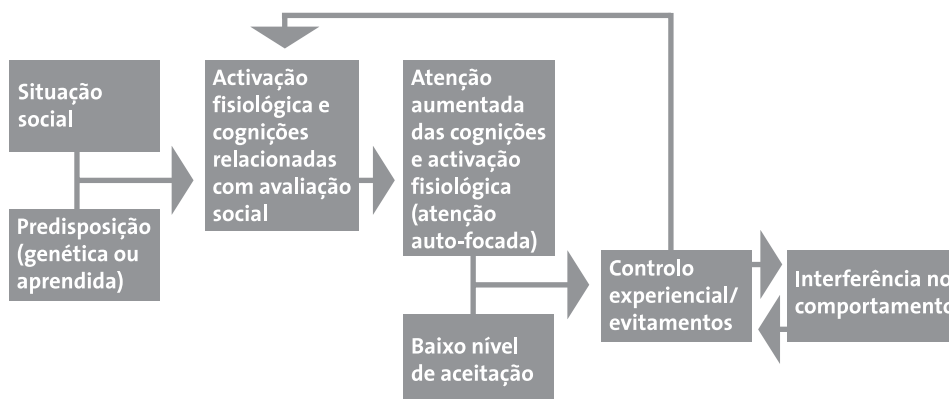 Situação
social
Predisposição
(genética ou
aprendida)
Activação
fisiológica e
cognições
relacionadas
com avaliação
social
Atenção
aumentada
das cognições
e activação
fisiológica
(atenção
auto-focada)
Baixo nível
de aceitação
Controlo
experiencial/
evitamentos
Interferência no
comportamento